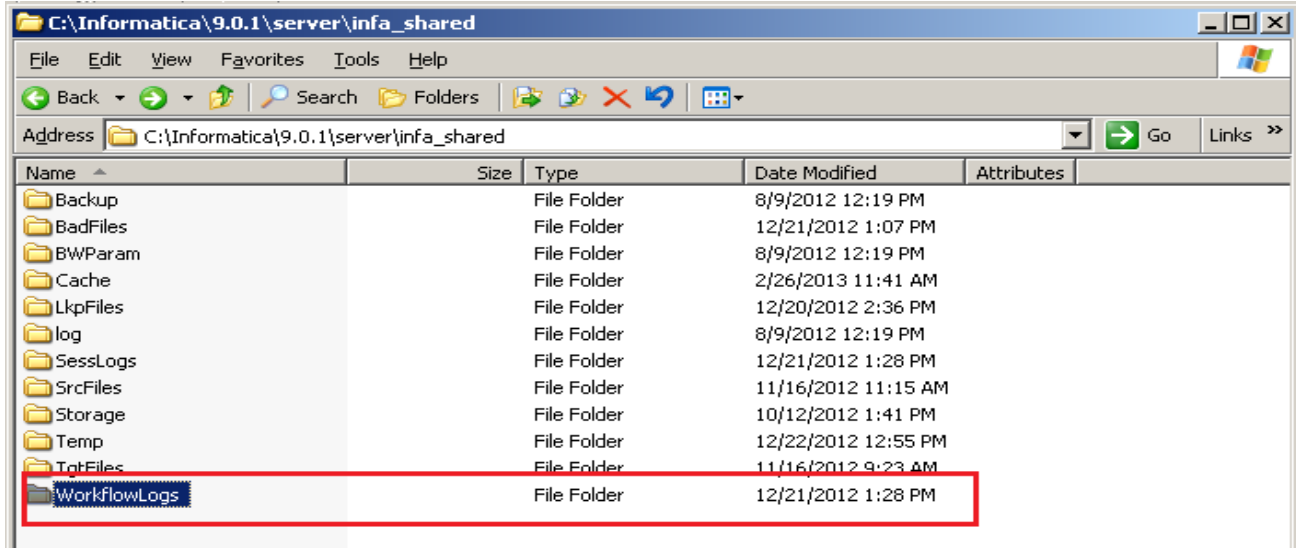 C:\Informatica\9.0.1\server\infa_shared
File Edit View Favorites Tools Help
Back Search Folders
Address C:\Informatica\9.0.1\server\infa_shared Go Links »
Name Size Type Date Modified Attributes
Backup File Folder 8/9/2012 12:19 PM
BadFiles File Folder 12/21/2012 1:07 PM
BWParam File Folder 8/9/2012 12:19 PM
Cache File Folder 2/26/2013 11:41 AM
LkpFiles File Folder 12/20/2012 2:36 PM
log File Folder 8/9/2012 12:19 PM
SessLogs File Folder 12/21/2012 1:28 PM
SrcFiles File Folder 11/16/2012 11:15 AM
Storage File Folder 10/12/2012 1:41 PM
Temp File Folder 12/22/2012 12:55 PM
TgtFiles File Folder 11/16/2012 9:23 AM
WorkflowLogs File Folder 12/21/2012 1:28 PM